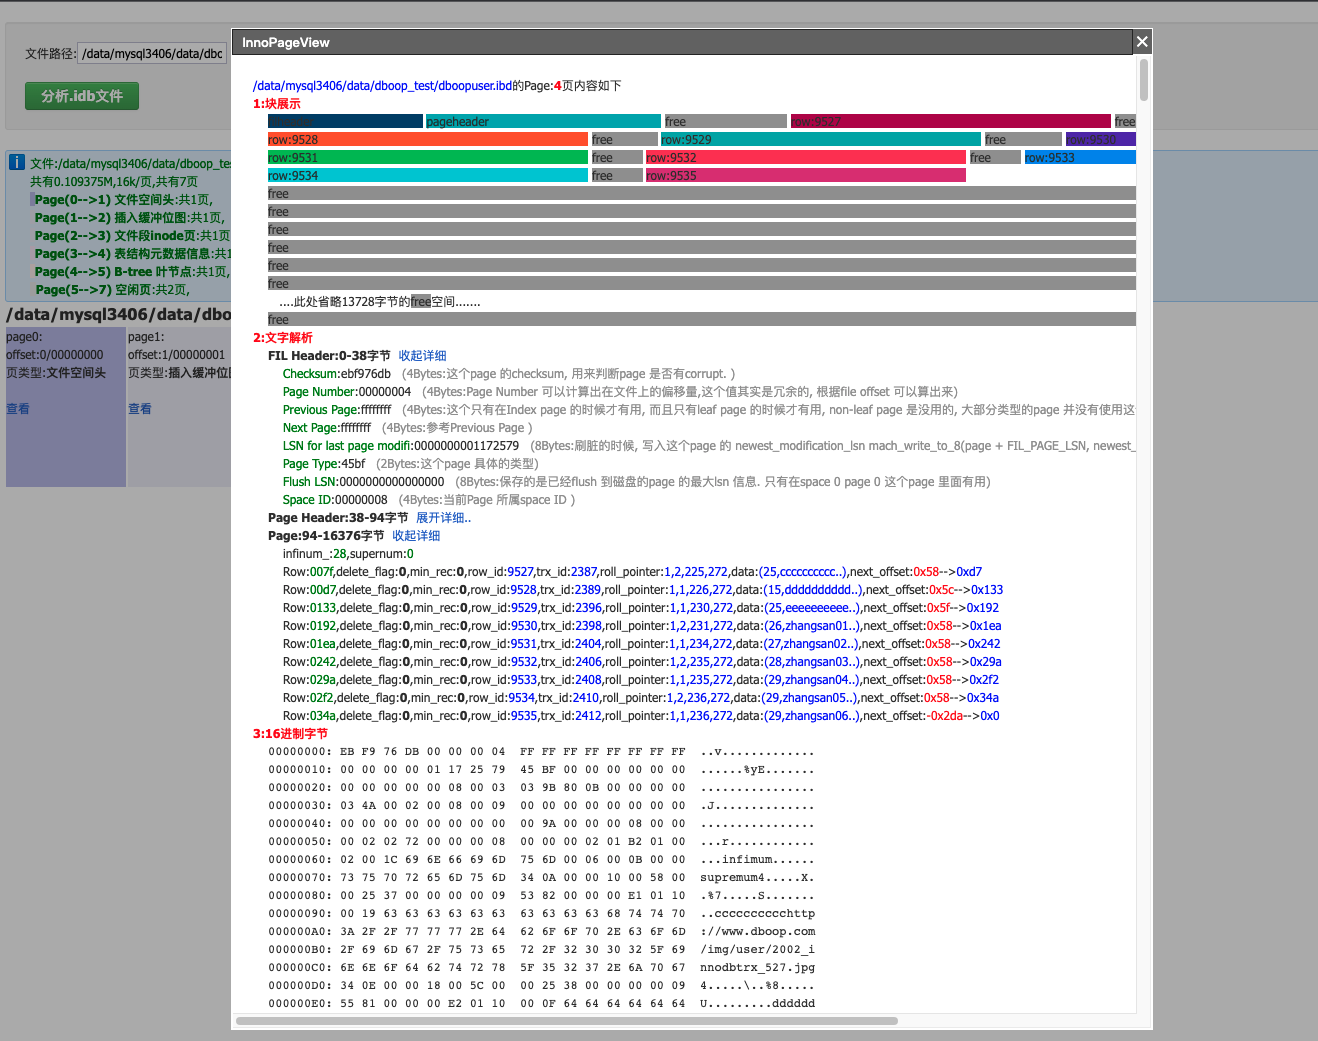 文件路径: /data/mysql3406/data/dbc
分析.idb文件
文件:/data/mysql3406/data/dboop_te
共有0.109375M,16k/页,共有7页
Page(0-->1) 文件空间头:共1页,
Page(1-->2) 插入缓冲位图:共1页,
Page(2-->3) 文件段inode页:共1页
Page(3-->4) 表结构元数据信息:共1
Page(4-->5) B-tree 叶节点:共1页,
Page(5-->7) 空闲页:共2页,
/data/mysql3406/data/dbo
page0:
offset:0/00000000
页类型:文件空间头
查看
page1:
offset:1/00000001
页类型:插入缓冲位
查看
InnoPageView
/data/mysql3406/data/dboop_test/dboopuser.ibd的Page:4页内容如下
1:块展示
pageheader free row:9527 free
row:9528 free row:9529 free row:9530
row:9531 free row:9532 free row:9533
row:9534 free row:9535
free
free
free
free
free
free
....此处省略13728字节的free空间.......
free
2:文字解析
FIL Header:0-38字节 收起详细
Checksum:ebf976db (4Bytes:这个page 的checksum, 用来判断page 是否有corrupt. )
Page Number:00000004 (4Bytes:Page Number 可以计算出在文件上的偏移量,这个值其实是冗余的, 根据file offset 可以算出来)
Previous Page:ffffffff (4Bytes:这个只有在Index page 的时候才有用, 而且只有leaf page 的时候才有用, non-leaf page 是没用的, 大部分类型的page 并没有使用这
Next Page:ffffffff (4Bytes:参考Previous Page )
LSN for last page modifi:0000000001172579 (8Bytes:刷脏的时候, 写入这个page 的 newest_modification_lsn mach_write_to_8(page + FIL_PAGE_LSN, newest_
Page Type:45bf (2Bytes:这个page 具体的类型)
Flush LSN:0000000000000000 (8Bytes:保存的是已经flush 到磁盘的page 的最大lsn 信息. 只有在space 0 page 0 这个page 里面有用)
Space ID:00000008 (4Bytes:当前Page 所属space ID )
Page Header:38-94字节 展开详细..
Page:94-16376字节 收起详细
infinum_:28,supernum:0
Row:007f,delete_flag:0,min_rec:0,row_id:9527,trx_id:2387,roll_pointer:1,2,225,272,data:(25,cccccccccc..),next_offset:0x58-->0xd7
Row:00d7,delete_flag:0,min_rec:0,row_id:9528,trx_id:2389,roll_pointer:1,1,226,272,data:(15,dddddddddd..),next_offset:0x5c-->0x133
Row:0133,delete_flag:0,min_rec:0,row_id:9529,trx_id:2396,roll_pointer:1,1,230,272,data:(25,eeeeeeeeee..),next_offset:0x5f-->0x192
Row:0192,delete_flag:0,min_rec:0,row_id:9530,trx_id:2398,roll_pointer:1,2,231,272,data:(26,zhangsan01..),next_offset:0x58-->0x1ea
Row:01ea,delete_flag:0,min_rec:0,row_id:9531,trx_id:2404,roll_pointer:1,1,234,272,data:(27,zhangsan02..),next_offset:0x58-->0x242
Row:0242,delete_flag:0,min_rec:0,row_id:9532,trx_id:2406,roll_pointer:1,2,235,272,data:(28,zhangsan03..),next_offset:0x58-->0x29a
Row:029a,delete_flag:0,min_rec:0,row_id:9533,trx_id:2408,roll_pointer:1,1,235,272,data:(29,zhangsan04..),next_offset:0x58-->0x2f2
Row:02f2,delete_flag:0,min_rec:0,row_id:9534,trx_id:2410,roll_pointer:1,2,236,272,data:(29,zhangsan05..),next_offset:0x58-->0x34a
Row:034a,delete_flag:0,min_rec:0,row_id:9535,trx_id:2412,roll_pointer:1,1,236,272,data:(29,zhangsan06..),next_offset:-0x2da-->0x0
3:16进制字节
00000000: EB F9 76 DB 00 00 00 04 FF FF FF FF FF FF FF FF ..v.............
00000010: 00 00 00 00 01 17 25 79 45 BF 00 00 00 00 00 00 ......%yE.......
00000020: 00 00 00 00 00 08 00 03 03 9B 80 0B 00 00 00 00 ................
00000030: 03 4A 00 02 00 08 00 09 00 00 00 00 00 00 00 00 .J..............
00000040: 00 00 00 00 00 00 00 00 00 9A 00 00 00 08 00 00 ................
00000050: 00 02 02 72 00 00 00 08 00 00 00 02 01 B2 01 00 ...r............
00000060: 02 00 1C 69 6E 66 69 6D 75 6D 00 06 00 0B 00 00 ...infimum......
00000070: 73 75 70 72 65 6D 75 6D 34 0A 00 00 10 00 58 00 supremum4.....X.
00000080: 00 25 37 00 00 00 00 09 53 82 00 00 00 E1 01 10 .%7.....S.......
00000090: 00 19 63 63 63 63 63 63 63 63 63 63 68 74 74 70 ..cccccccccchttp
000000A0: 3A 2F 2F 77 77 77 2E 64 62 6F 6F 70 2E 63 6F 6D ://www.dboop.com
000000B0: 2F 69 6D 67 2F 75 73 65 72 2F 32 30 30 32 5F 69 /img/user/2002_i
000000C0: 6E 6E 6F 64 62 74 72 78 5F 35 32 37 2E 6A 70 67 nnodbtrx_527.jpg
000000D0: 34 0E 00 00 18 00 5C 00 00 25 38 00 00 00 00 09 4.....\..%8.....
000000E0: 55 81 00 00 00 E2 01 10 00 0F 64 64 64 64 64 64 U.........dddddd